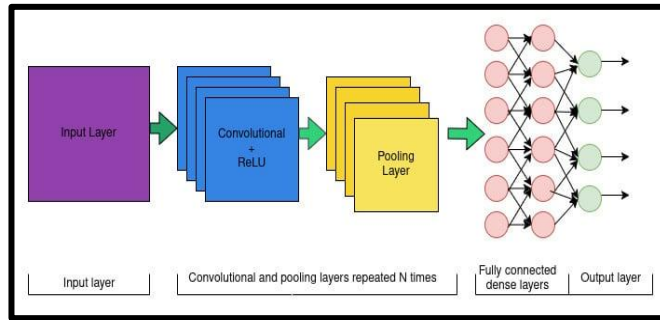 Input Layer
Convolutional
+
ReLU
Pooling
Layer
Input layer
Convolutional and pooling layers repeated N times
Fully connected
dense layers
Output layer